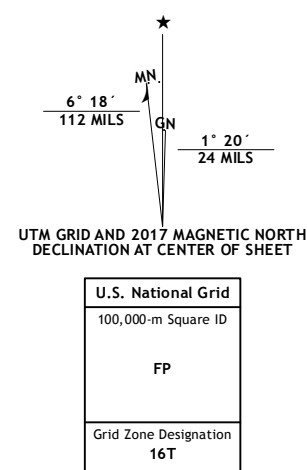 ★
MN.
6° 18´
112 MILS
GN
1° 20´
24 MILS
UTM GRID AND 2017 MAGNETIC NORTH
DECLINATION AT CENTER OF SHEET
U.S. National Grid
100,000-m Square ID
FP
Grid Zone Designation
16T